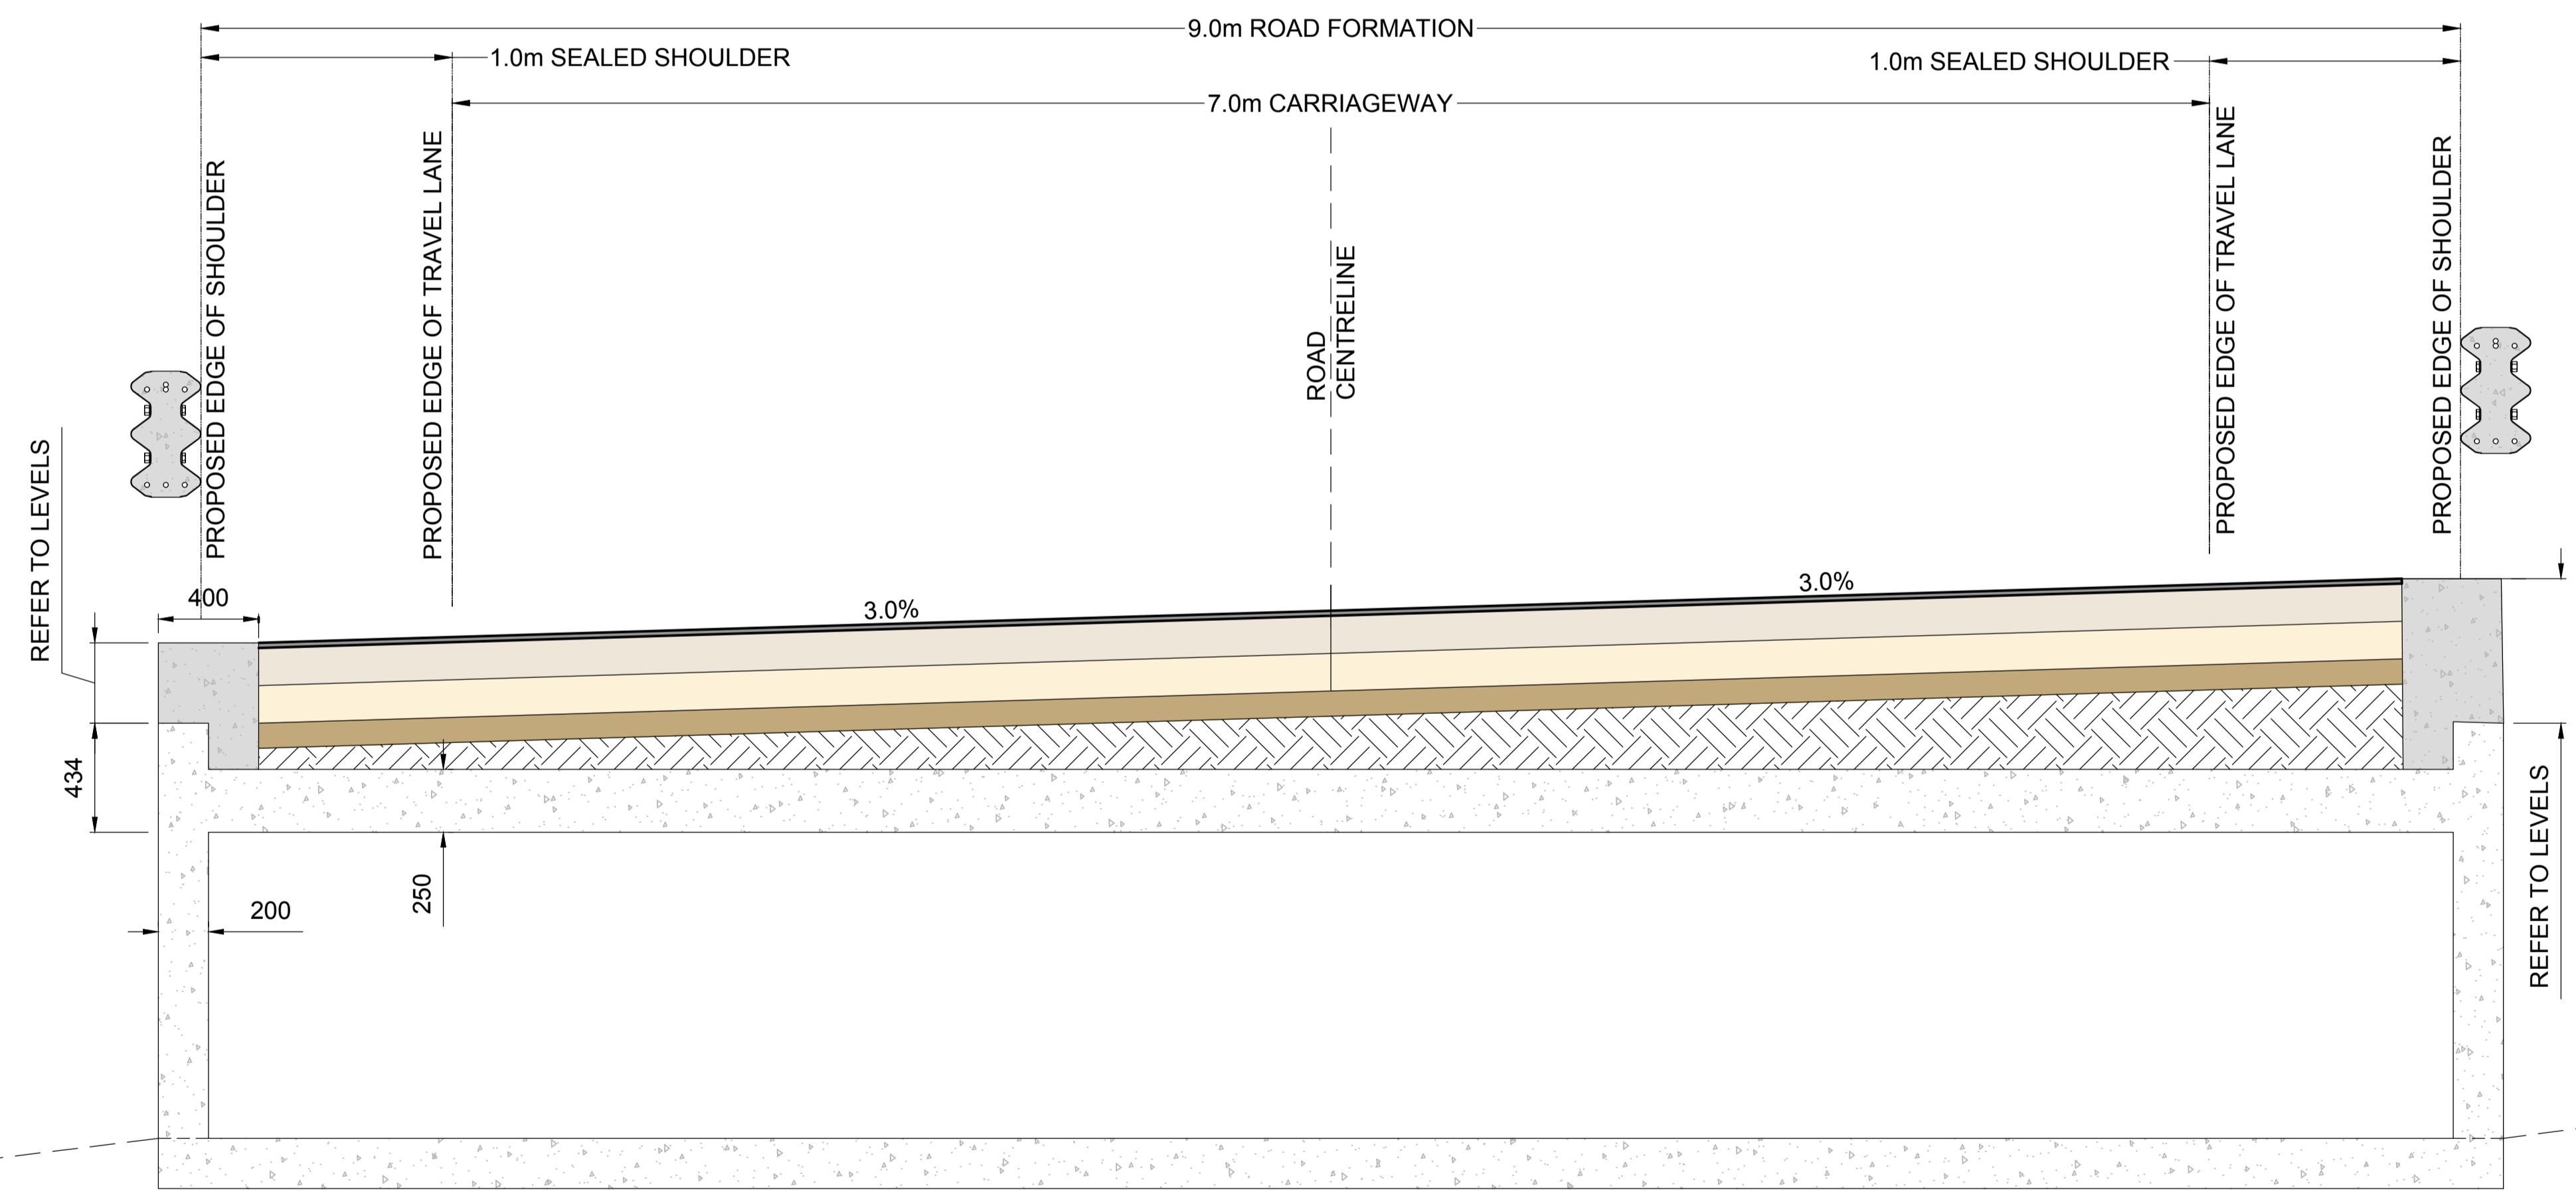 9.0m ROAD FORMATION
1.0m SEALED SHOULDER
1.0m SEALED SHOULDER
7.0m CARRIAGEWAY
PROPOSED EDGE OF SHOULDER
PROPOSED EDGE OF TRAVEL LANE
ROAD
CENTRELINE
PROPOSED EDGE OF TRAVEL LANE
PROPOSED EDGE OF SHOULDER
REFER TO LEVELS
400
3.0%
3.0%
434
250
200
REFER TO LEVELS